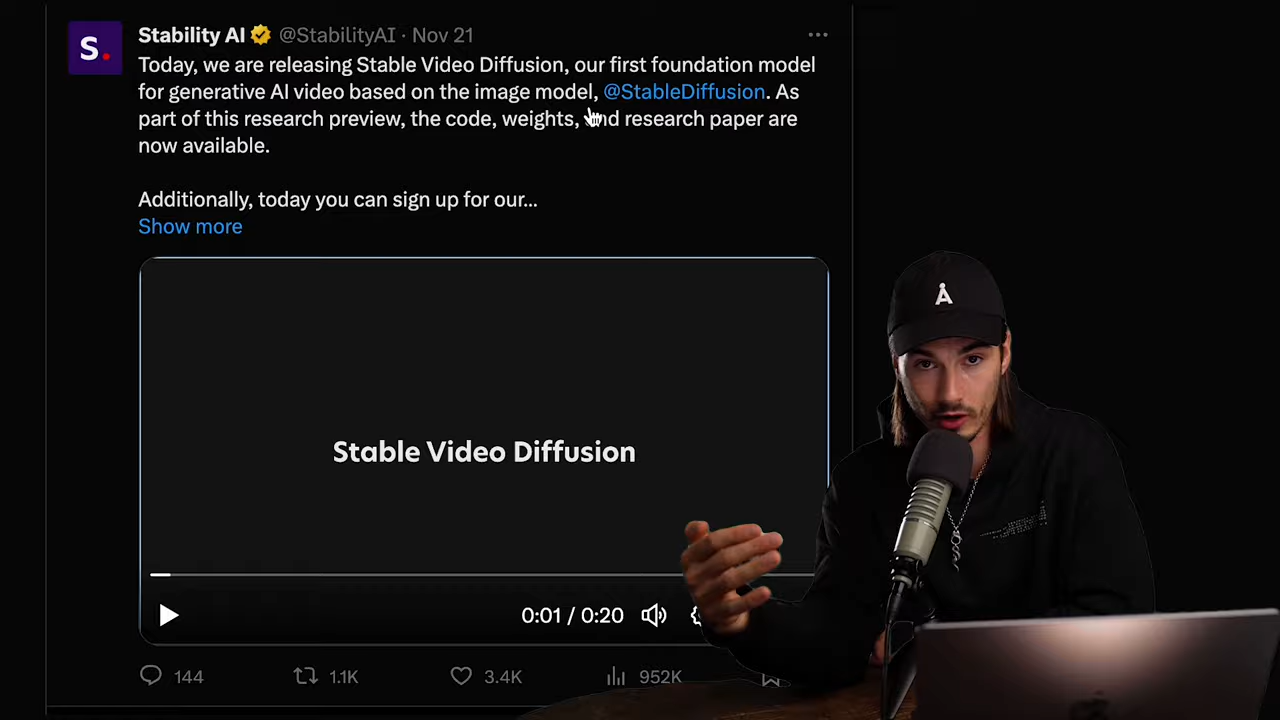 S.
Stability AI @StabilityAI · Nov 21
Today, we are releasing Stable Video Diffusion, our first foundation model
for generative AI video based on the image model, @StableDiffusion. As
part of this research preview, the code, weights, and research paper are
now available.
Additionally, today you can sign up for our...
Show more
Å
Stable Video Diffusion
0:01 / 0:20
144 1.1K 3.4K 952K